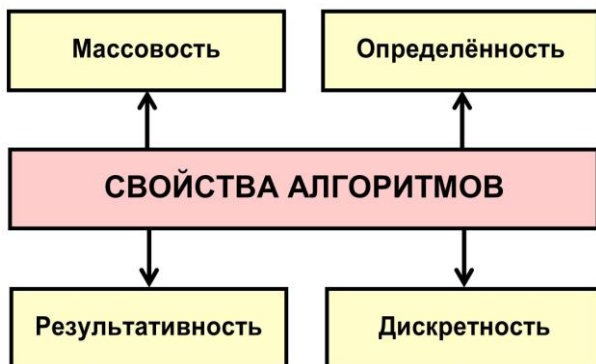 Массовость
Определённость
СВОЙСТВА АЛГОРИТМОВ
Результативность
Дискретность